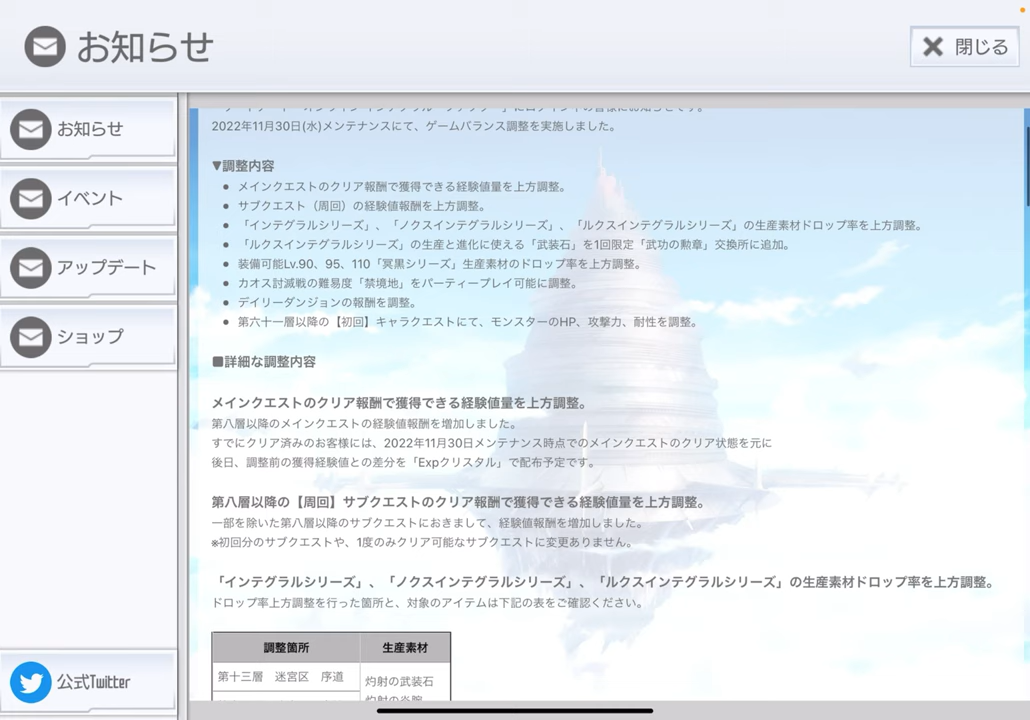 お知らせ
閉じる
お知らせ
イベント
アップデート
ショップ
公式Twitter
2022年11月30日(水)メンテナンスにて、ゲームバランス調整を実施しました。
▼調整内容
● メインクエストのクリア報酬で獲得できる経験値量を上方調整。
● サブクエスト（周回）の経験値報酬を上方調整。
● 「インテグラルシリーズ」、「ノクスインテグラルシリーズ」、「ルクスインテグラルシリーズ」の生産素材ドロップ率を上方調整。
● 「ルクスインテグラルシリーズ」の生産と進化に使える「武装石」を1回限定「武功の勲章」交換所に追加。
● 装備可能Lv.90、95、110「冥黒シリーズ」生産素材のドロップ率を上方調整。
● カオス討滅戦の難易度「禁境地」をパーティープレイ可能に調整。
● デイリーダンジョンの報酬を調整。
● 第六十一層以降の【初回】キャラクエストにて、モンスターのHP、攻撃力、耐性を調整。
■詳細な調整内容
メインクエストのクリア報酬で獲得できる経験値量を上方調整。
第八層以降のメインクエストの経験値報酬を増加しました。
すでにクリア済みのお客様には、2022年11月30日メンテナンス時点でのメインクエストのクリア状態を元に
後日、調整前の獲得経験値との差分を「Expクリスタル」で配布予定です。
第八層以降の【周回】サブクエストのクリア報酬で獲得できる経験値量を上方調整。
一部を除いた第八層以降のサブクエストにおきまして、経験値報酬を増加しました。
※初回分のサブクエストや、1度のみクリア可能なサブクエストに変更ありません。
「インテグラルシリーズ」、「ノクスインテグラルシリーズ」、「ルクスインテグラルシリーズ」の生産素材ドロップ率を上方調整。
ドロップ率上方調整を行った箇所と、対象のアイテムは下記の表をご確認ください。
調整箇所 生産素材
第十三層 迷宮区 序道 灼射の武装石